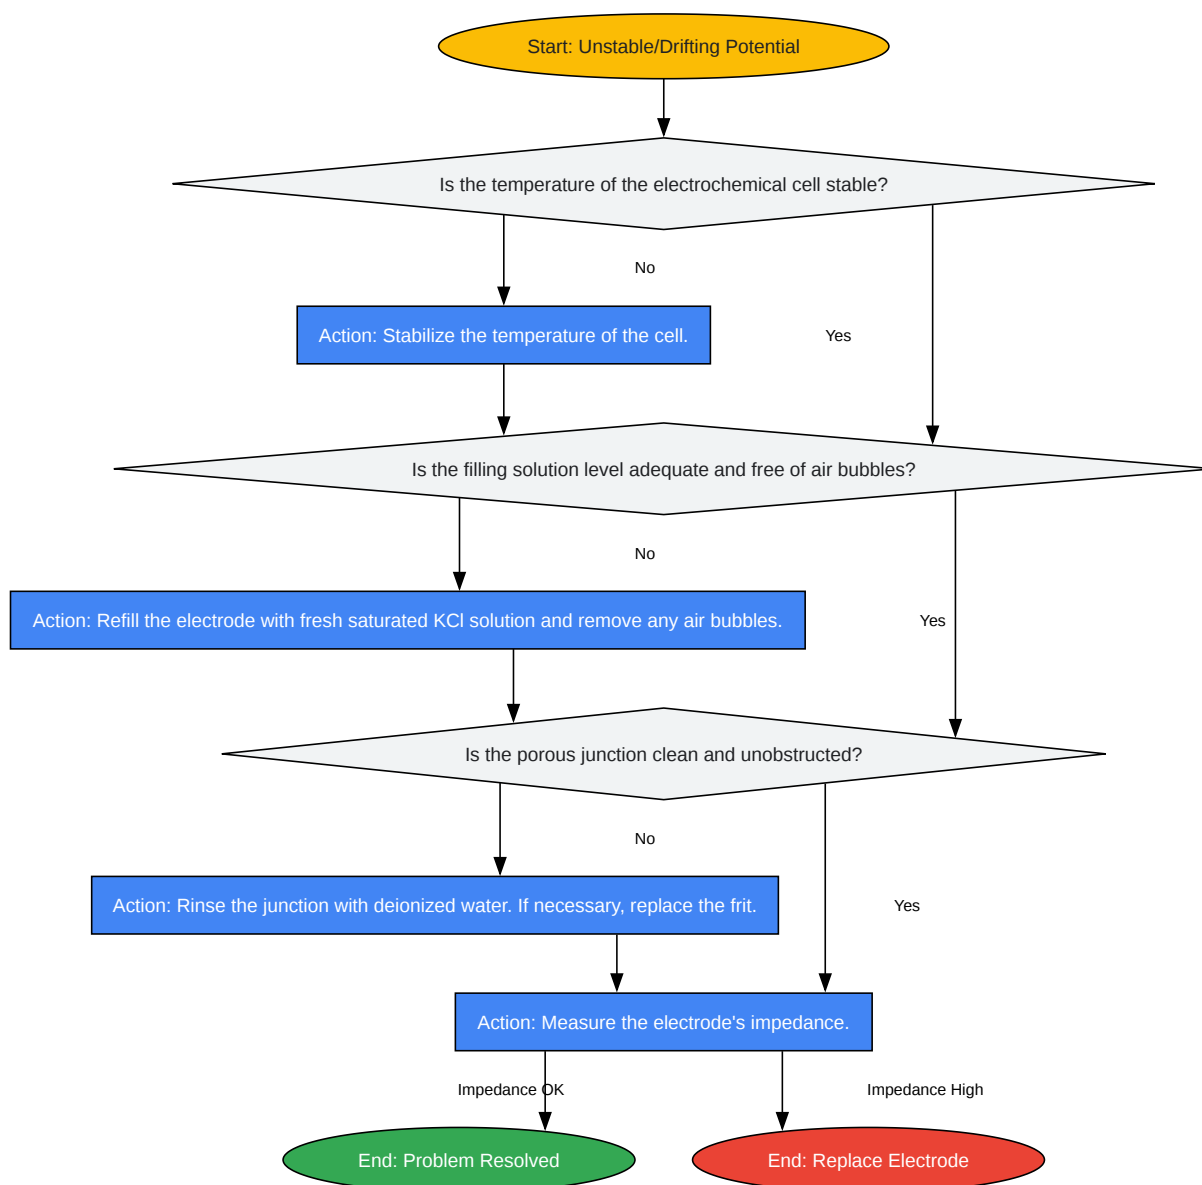 Start: Unstable/Drifting Potential
Is the temperature of the electrochemical cell stable?
No
Action: Stabilize the temperature of the cell.
Yes
Is the filling solution level adequate and free of air bubbles?
No
Action: Refill the electrode with fresh saturated KCl solution and remove any air bubbles.
Yes
Is the porous junction clean and unobstructed?
No
Action: Rinse the junction with deionized water. If necessary, replace the frit.
Yes
Action: Measure the electrode's impedance.
Impedance OK
Impedance High
End: Problem Resolved
End: Replace Electrode